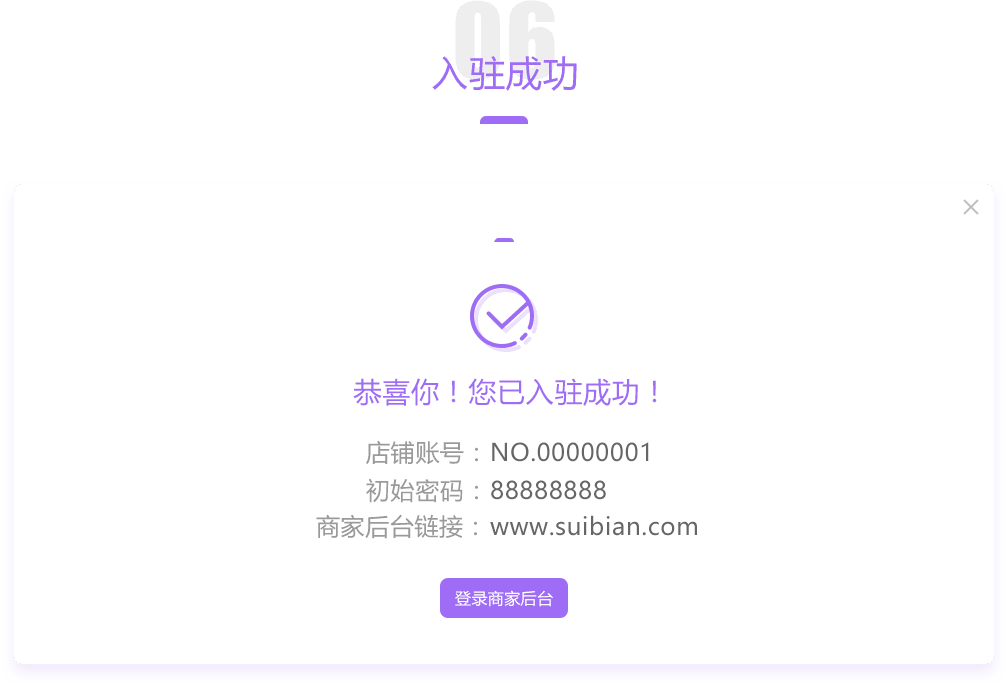 06
入驻成功
恭喜你！您已入驻成功！
店铺账号：NO.00000001
初始密码：88888888
商家后台链接：www.suibian.com
登录商家后台